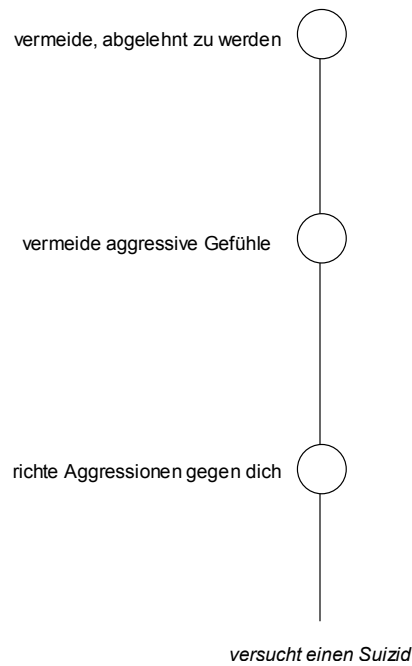 vermeide, abgelehnt zu werden
vermeide aggressive Gefühle
richte Aggressionen gegen dich
versucht einen Suizid